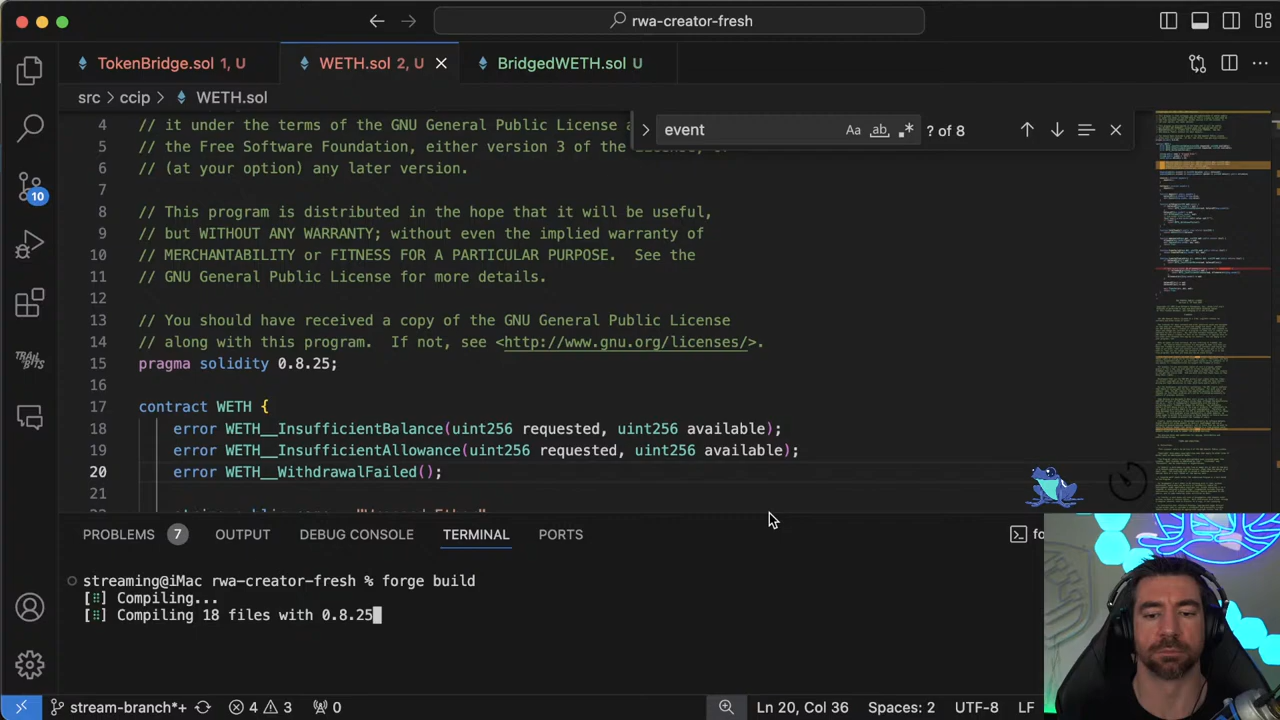 rwa-creator-fresh
TokenBridge.sol 1, U
WETH.sol 2, U
BridgedWETH.sol U
src > ccip > WETH.sol
event
Aa
ab
? of 8
4 // it under the terms of the GNU General Public License a
5 // the Free Software Foundation, either version 3 of the License, or
6 // (at your option) any later version.
7
8 // This program is distributed in the hope that it will be useful,
9 // but WITHOUT ANY WARRANTY; without even the implied warranty of
10 // MERCHANTABILITY or FITNESS FOR A PARTICULAR PURPOSE. See the
11 // GNU General Public License for more details.
12
13 // You should have received a copy of the GNU General Public License
14 // along with this program. If not, see <http://www.gnu.org/licenses/>.
15 pragma solidity 0.8.25;
16
17 contract WETH {
18 error WETH__InsufficientBalance(uint256 requested, uint256 available);
19 error WETH__InsufficientAllowance(uint256 requested, uint256 available);
20 error WETH__WithdrawalFailed();
21
10
TRAIL OF BITS
PROBLEMS 7 OUTPUT DEBUG CONSOLE TERMINAL PORTS
fo
streaming@iMac rwa-creator-fresh % forge build
[⠿] Compiling...
[⠿] Compiling 18 files with 0.8.25
stream-branch*+ 4 3 0 Ln 20, Col 36 Spaces: 2 UTF-8 LF